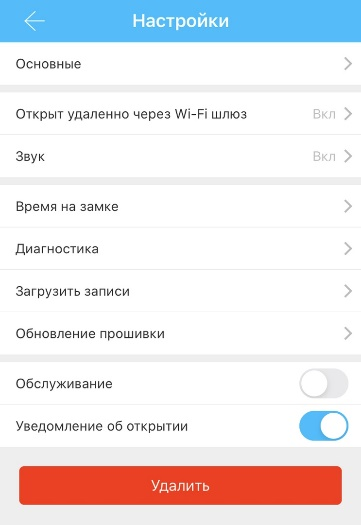 Настройки
Основные
Открыт удаленно через Wi-Fi шлюз Вкл
Звук Вкл
Время на замке
Диагностика
Загрузить записи
Обновление прошивки
Обслуживание
Уведомление об открытии
Удалить